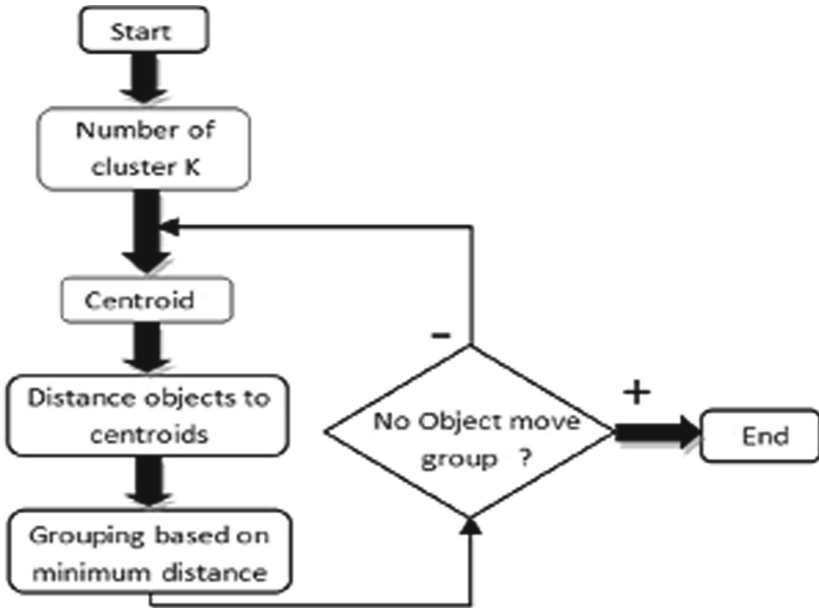 Start
Number of
cluster K
Centroid
Distance objects to
centroids
Grouping based on
minimum distance
−
No Object move
group ?
+
End